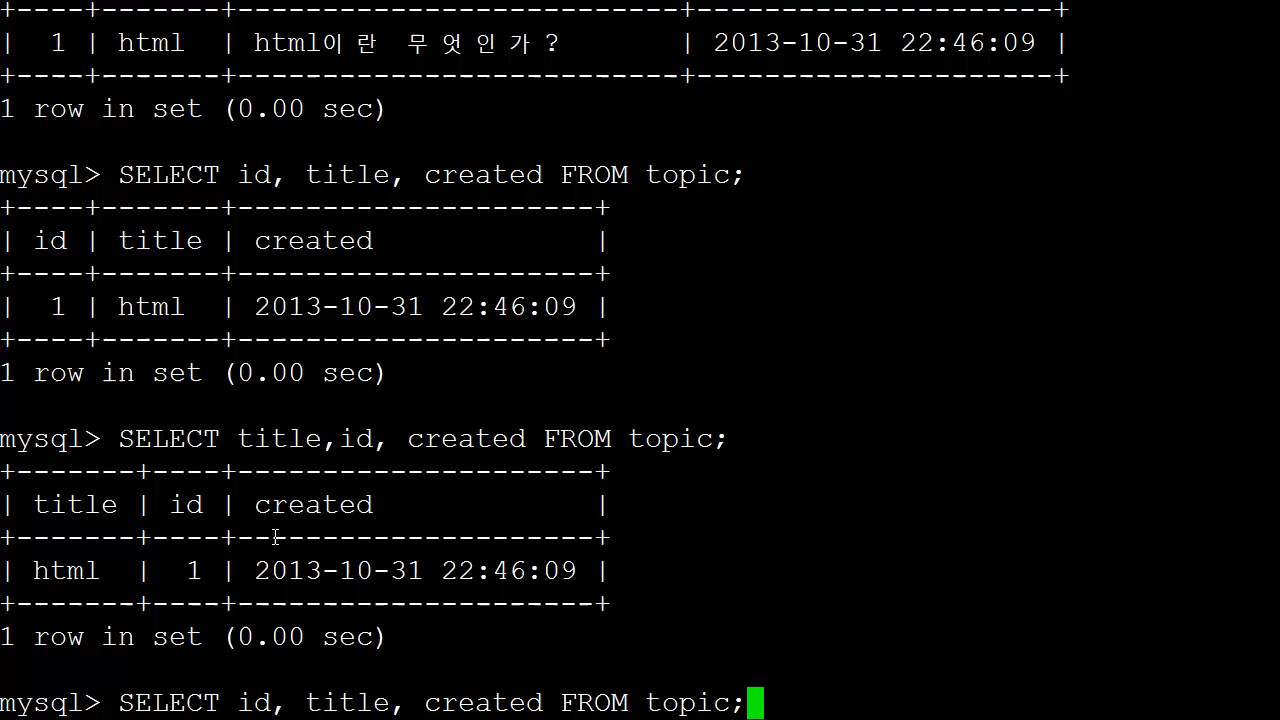 +----+-------+--------------------------+---------------------+
|  1 | html  | html이란 무엇인가?       | 2013-10-31 22:46:09 |
+----+-------+--------------------------+---------------------+
1 row in set (0.00 sec)
mysql> SELECT id, title, created FROM topic;
+----+-------+---------------------+
| id | title | created             |
+----+-------+---------------------+
|  1 | html  | 2013-10-31 22:46:09 |
+----+-------+---------------------+
1 row in set (0.00 sec)
mysql> SELECT title,id, created FROM topic;
+-------+----+---------------------+
| title | id | created             |
+-------+----+---------------------+
| html  |  1 | 2013-10-31 22:46:09 |
+-------+----+---------------------+
1 row in set (0.00 sec)
mysql> SELECT id, title, created FROM topic;